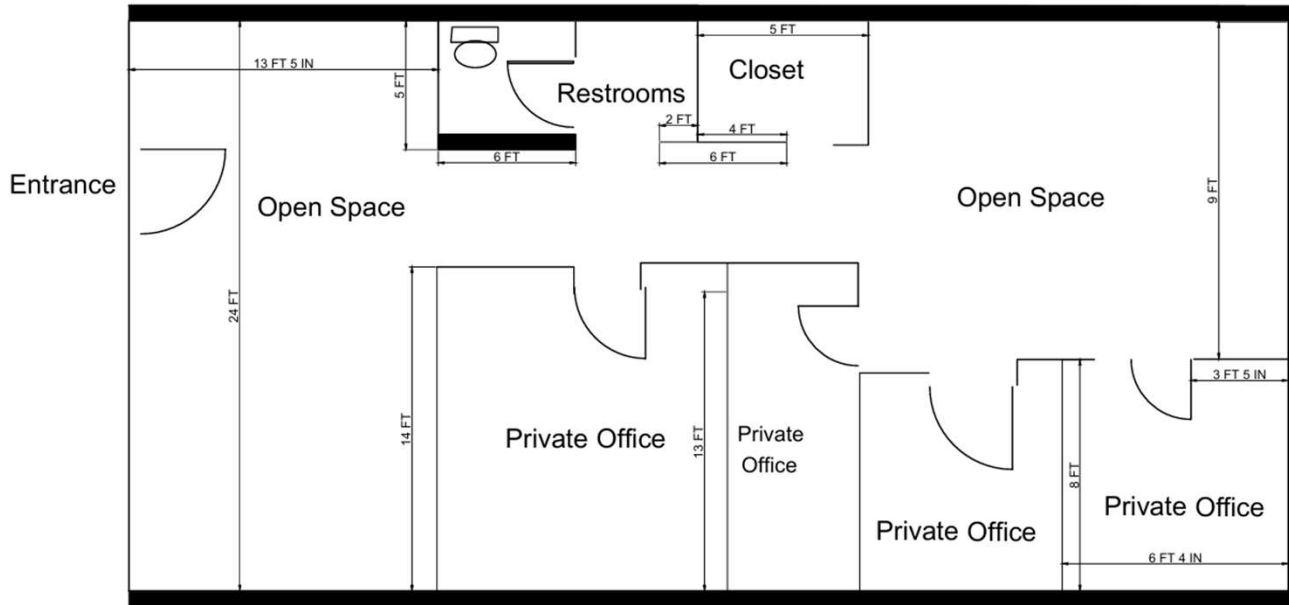 5 FT
13 FT 5 IN
Closet
5 FT
Restrooms
2 FT
4 FT
6 FT
6 FT
Entrance
Open Space
Open Space
9 FT
24 FT
3 FT 5 IN
14 FT
13 FT
Private Office
Private
Office
8 FT
Private Office
Private Office
6 FT 4 IN